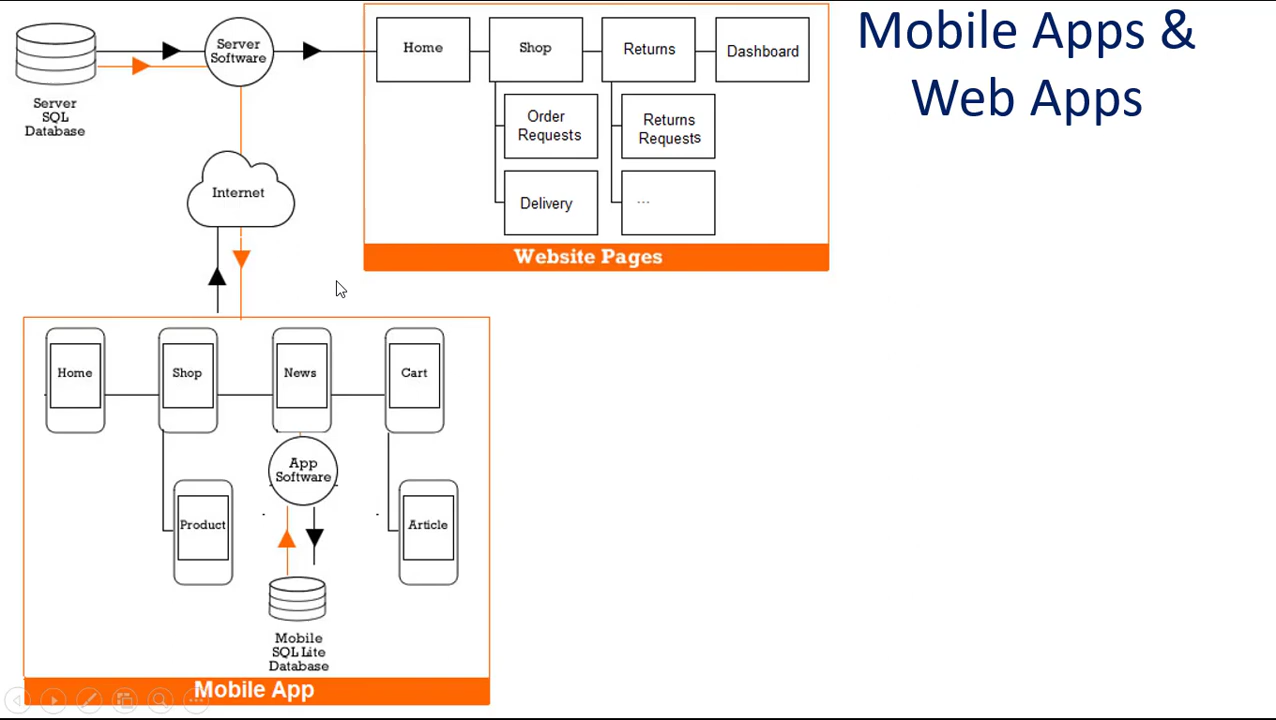 Mobile Apps &
Web Apps
Server
SQL
Database
Server
Software
Internet
Home
Shop
Returns
Dashboard
Order
Requests
Returns
Requests
Delivery
...
Website Pages
Home
Shop
News
Cart
App
Software
Product
Article
Mobile
SQL Lite
Database
Mobile App